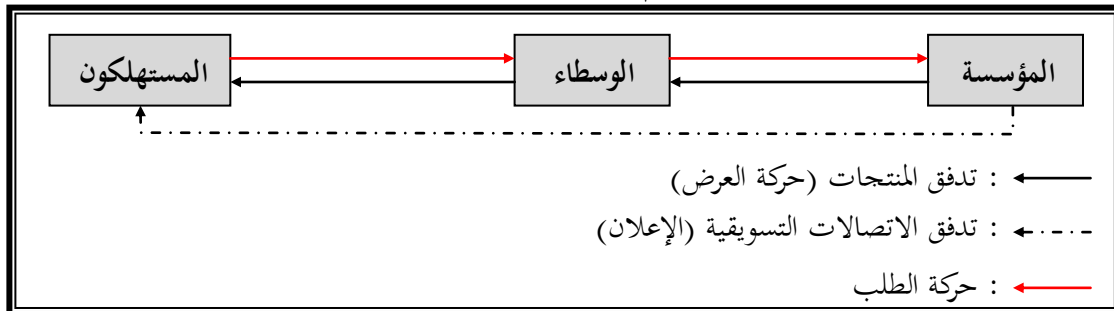 المؤسسة الوسطاء المستهلكون
: تدفق المنتجات (حركة العرض)
: تدفق الاتصالات التسويقية (الإعلان)
: حركة الطلب